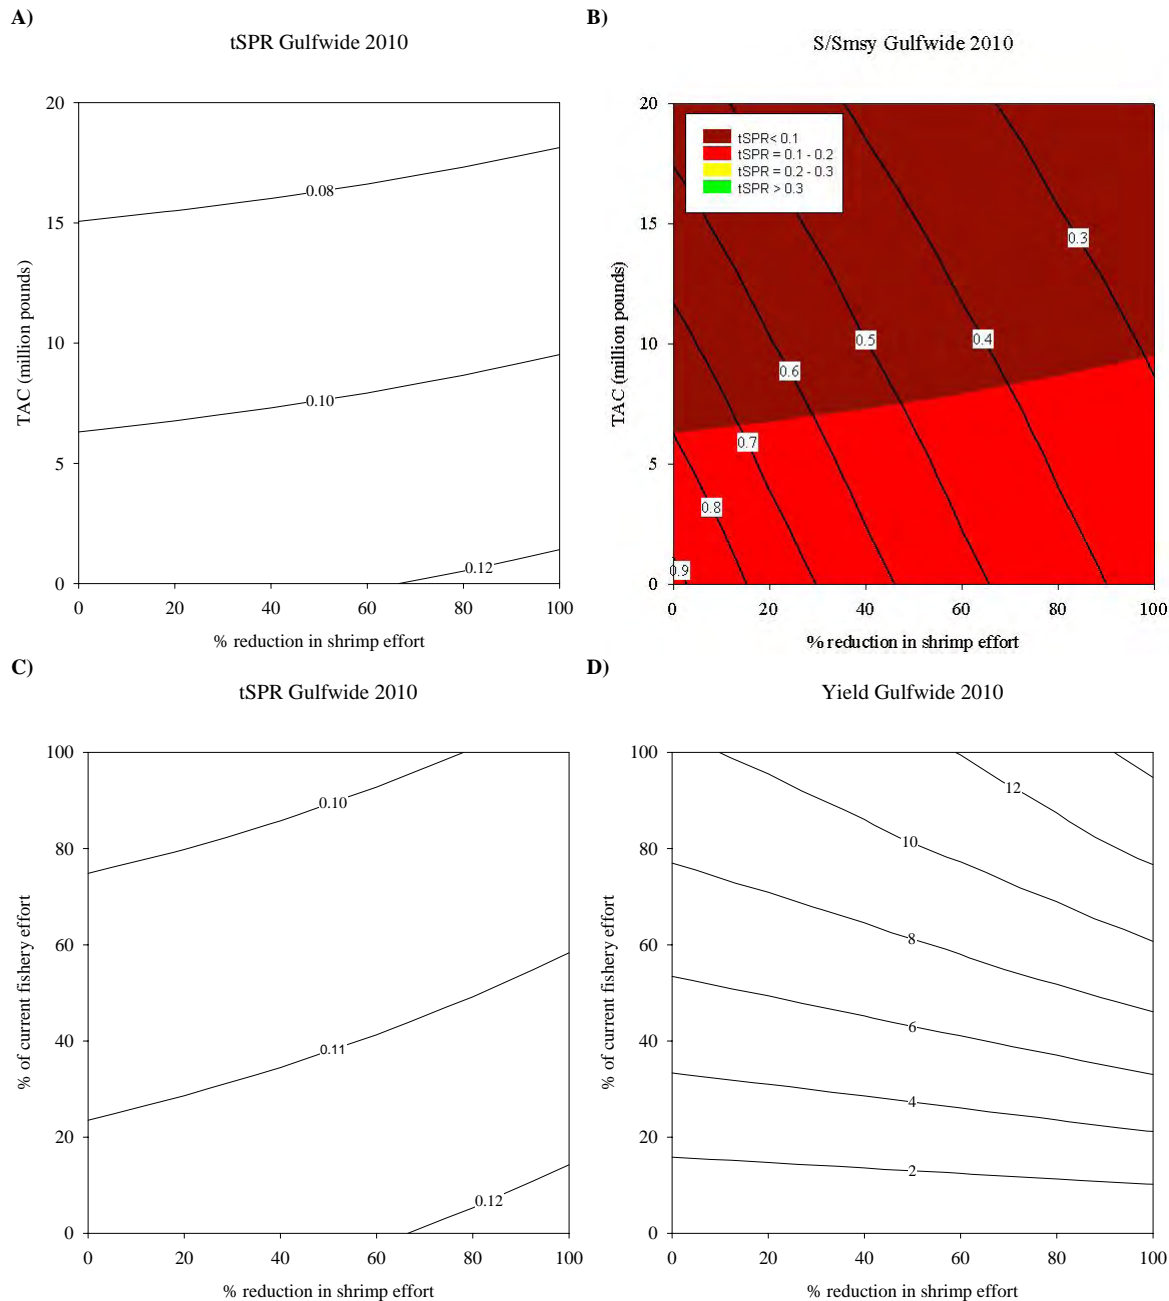 A)
tSPR Gulfwide 2010
20
15
10
5
0
TAC (million pounds)
0.08
0.10
0.12
0 20 40 60 80 100
% reduction in shrimp effort
B)
S/Smsy Gulfwide 2010
tSPR< 0.1
tSPR = 0.1 - 0.2
tSPR = 0.2 - 0.3
tSPR > 0.3
20
15
10
5
0
TAC (million pounds)
0.3
0.4
0.5
0.6
0.7
0.8
0.9
0 20 40 60 80 100
% reduction in shrimp effort
C)
tSPR Gulfwide 2010
100
80
60
40
20
0
% of current fishery effort
0.10
0.11
0.12
0 20 40 60 80 100
% reduction in shrimp effort
D)
Yield Gulfwide 2010
100
80
60
40
20
0
% of current fishery effort
12
10
8
6
4
2
0 20 40 60 80 100
% reduction in shrimp effort